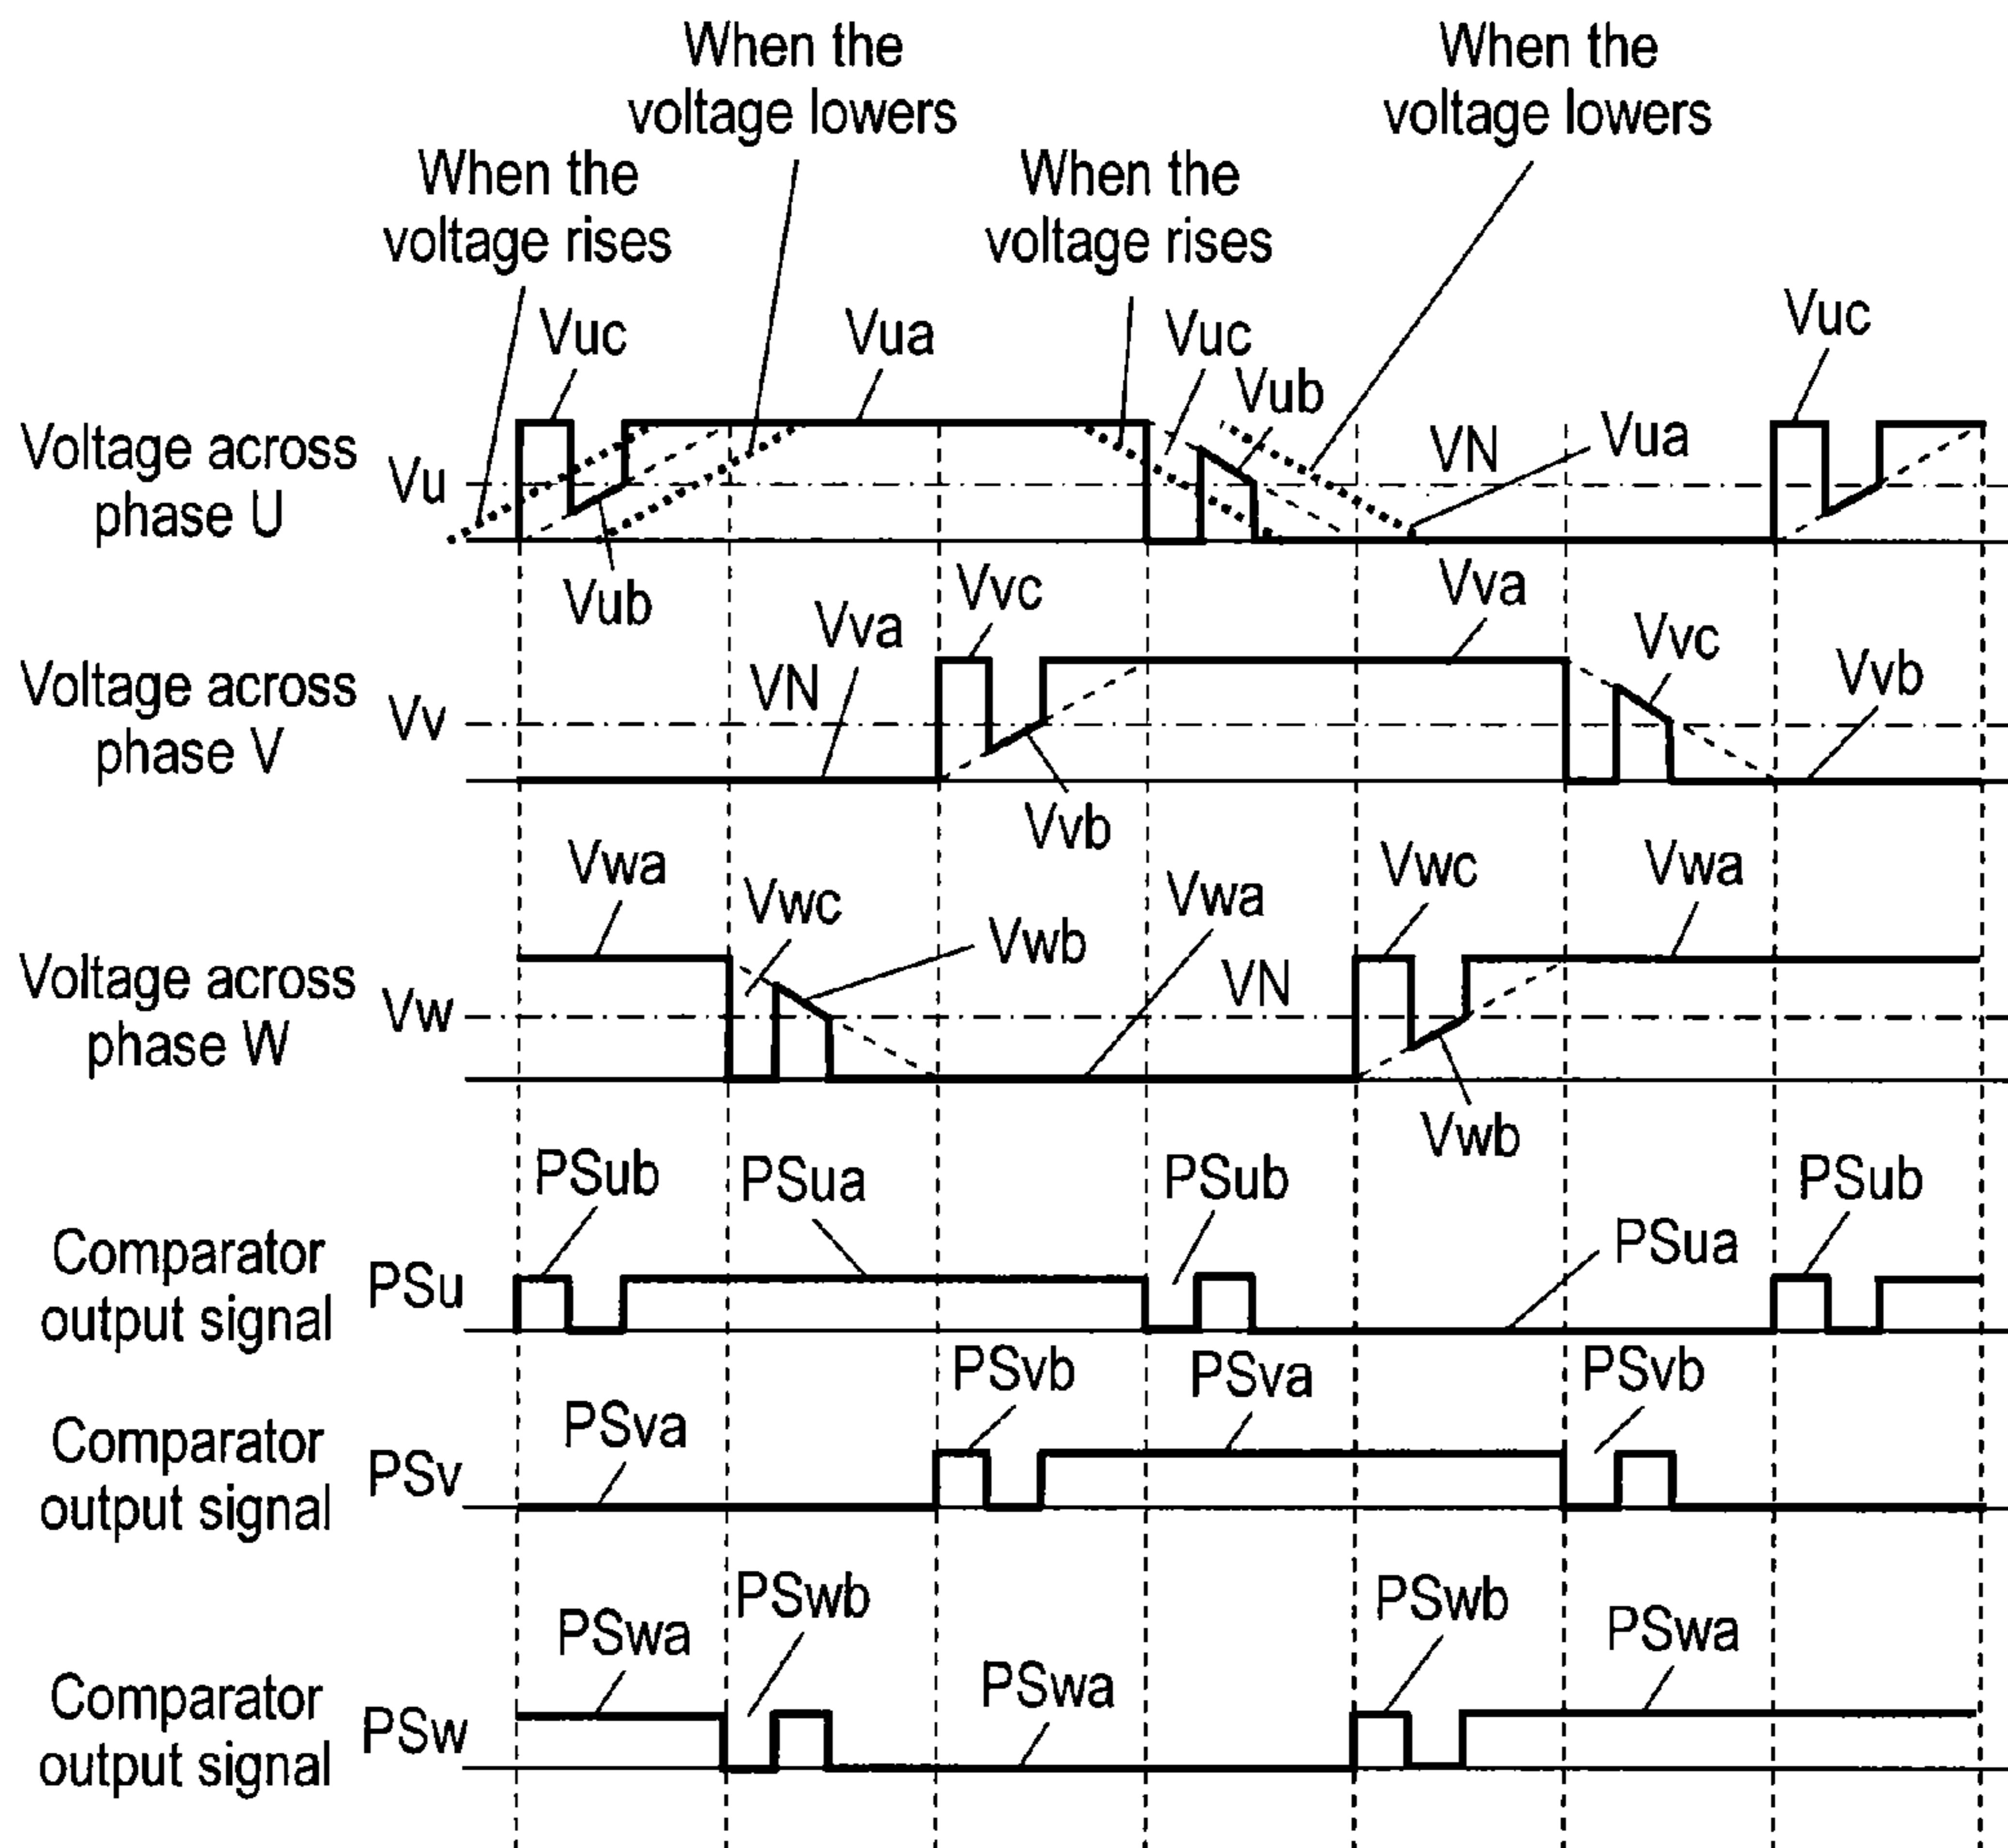 When the
voltage lowers
When the
voltage lowers
When the
voltage rises
When the
voltage rises
Vuc
Vua
Vuc
Vub
VN
Vua
Vuc
Voltage across
phase U
Vu
Vub
Vva
Vvc
Vva
Vvc
Vvb
Voltage across
phase V
Vv
VN
Vvb
Vwa
Vwc
Vwb
Vwa
VN
Vwc
Vwa
Voltage across
phase W
Vw
Vwb
PSub
PSua
PSub
PSua
PSub
Comparator
output signal
PSu
PSva
PSvb
PSva
PSvb
Comparator
output signal
PSv
PSwa
PSwb
PSwa
PSwb
PSwa
Comparator
output signal
PSw